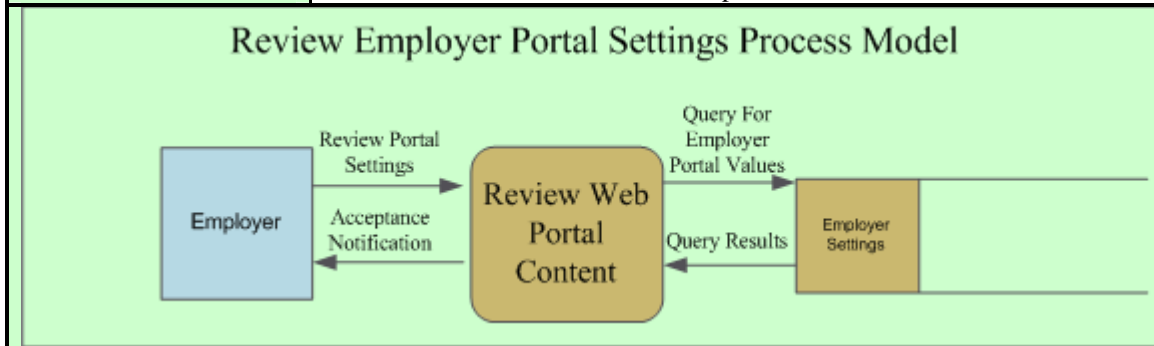 Review Employer Portal Settings Process Model
Query For
Employer
Portal Values
Review Portal
Settings
Review Web
Portal
Content
Employer
Acceptance
Notification
Query Results
Employer
Settings